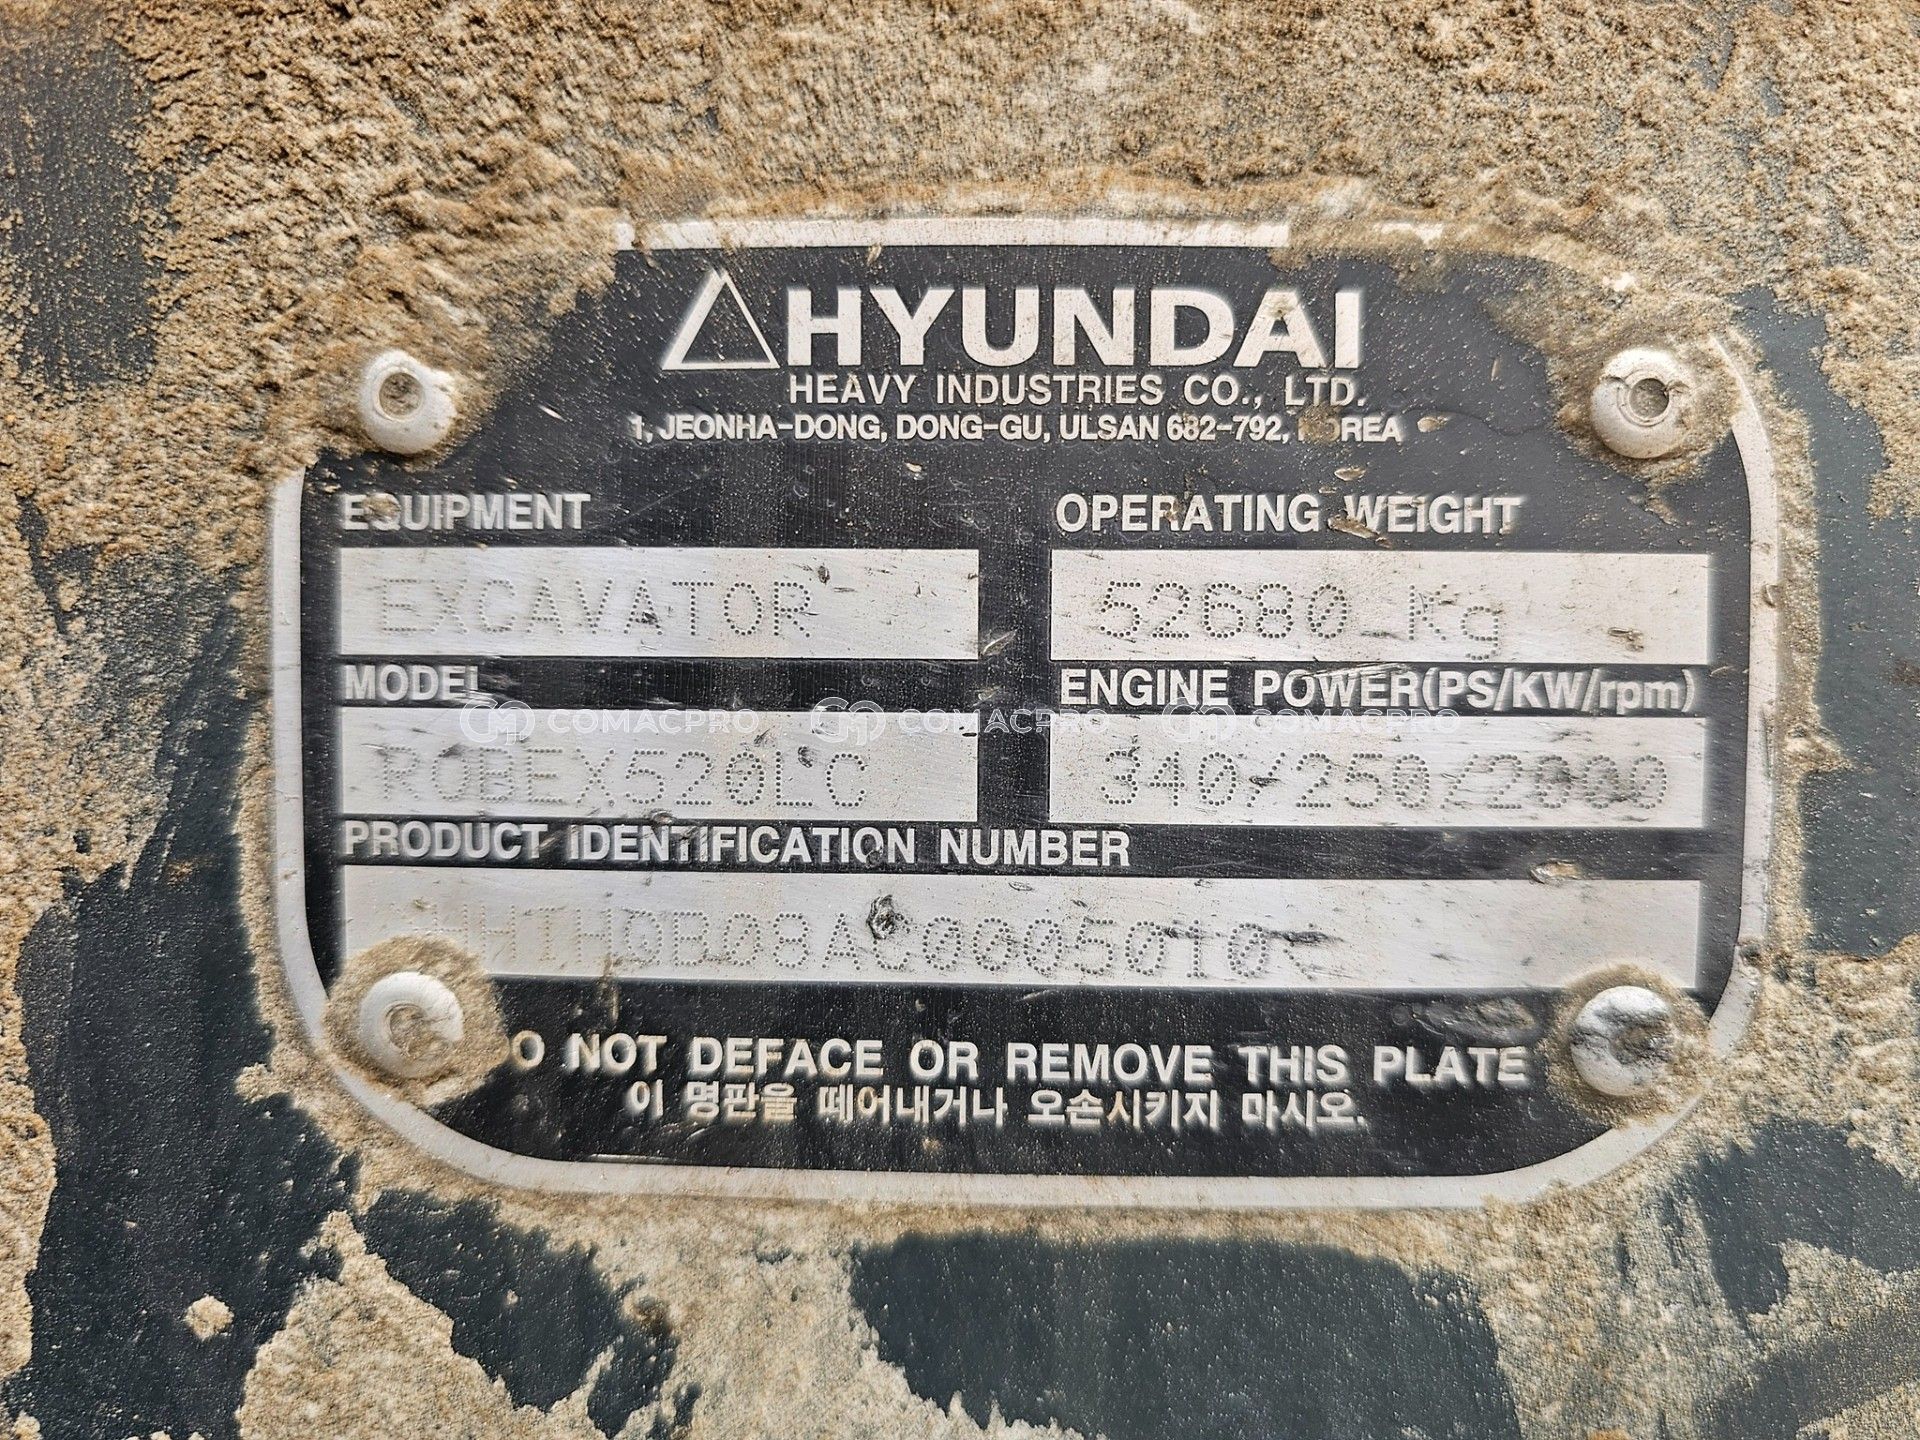 HYUNDAI
HEAVY INDUSTRIES CO., LTD.
1, JEONHA-DONG, DONG-GU, ULSAN 682-792, KOREA
EQUIPMENT
OPERATING WEIGHT
EXCAVATOR
52680 Kg
MODEL
ENGINE POWER(PS/KW/rpm)
COMACPRO COMACPRO COMACPRO
ROBEX520LC
340/250/2000
PRODUCT IDENTIFICATION NUMBER
DO NOT DEFACE OR REMOVE THIS PLATE
이 명판을 떼어내거나 오손시키지 마시오.